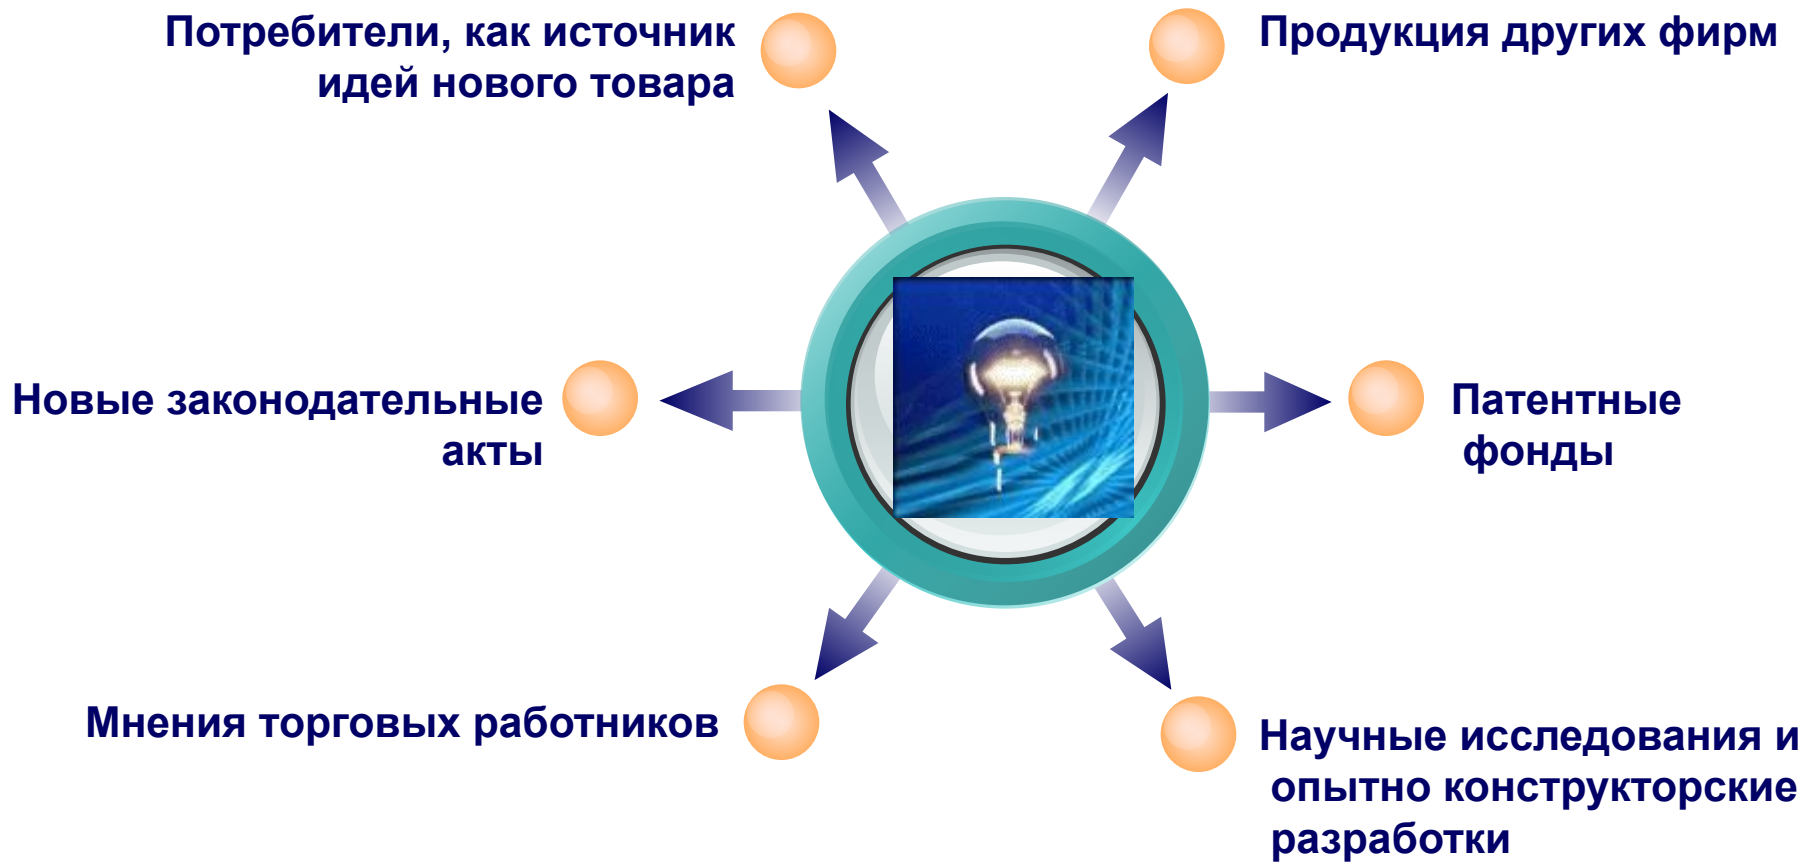 Потребители, как источник
идей нового товара
Продукция других фирм
Новые законодательные
акты
Патентные
фонды
Мнения торговых работников
Научные исследования и
опытно конструкторские
разработки